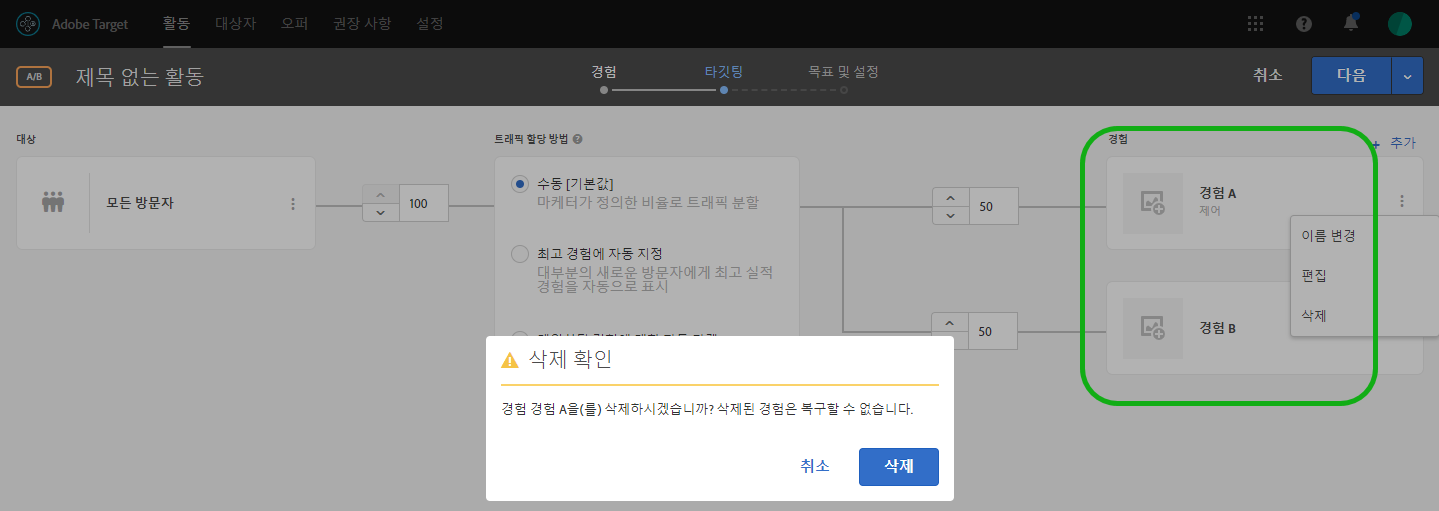 Adobe Target 활동 대상자 오퍼 권장 사항 설정
A/B 제목 없는 활동
경험 타깃팅 목표 및 설정
취소 다음
대상
모든 방문자
100
트래픽 할당 방법
수동 [기본값]
마케터가 정의한 비율로 트래픽 분할
최고 경험에 자동 지정
대부분의 새로운 방문자에게 최고 실적
경험을 자동으로 표시
50
50
경험
+ 추가
경험 A
제어
이름 변경
편집
삭제
경험 B
삭제 확인
경험 경험 A을(를) 삭제하시겠습니까? 삭제된 경험은 복구할 수 없습니다.
취소 삭제